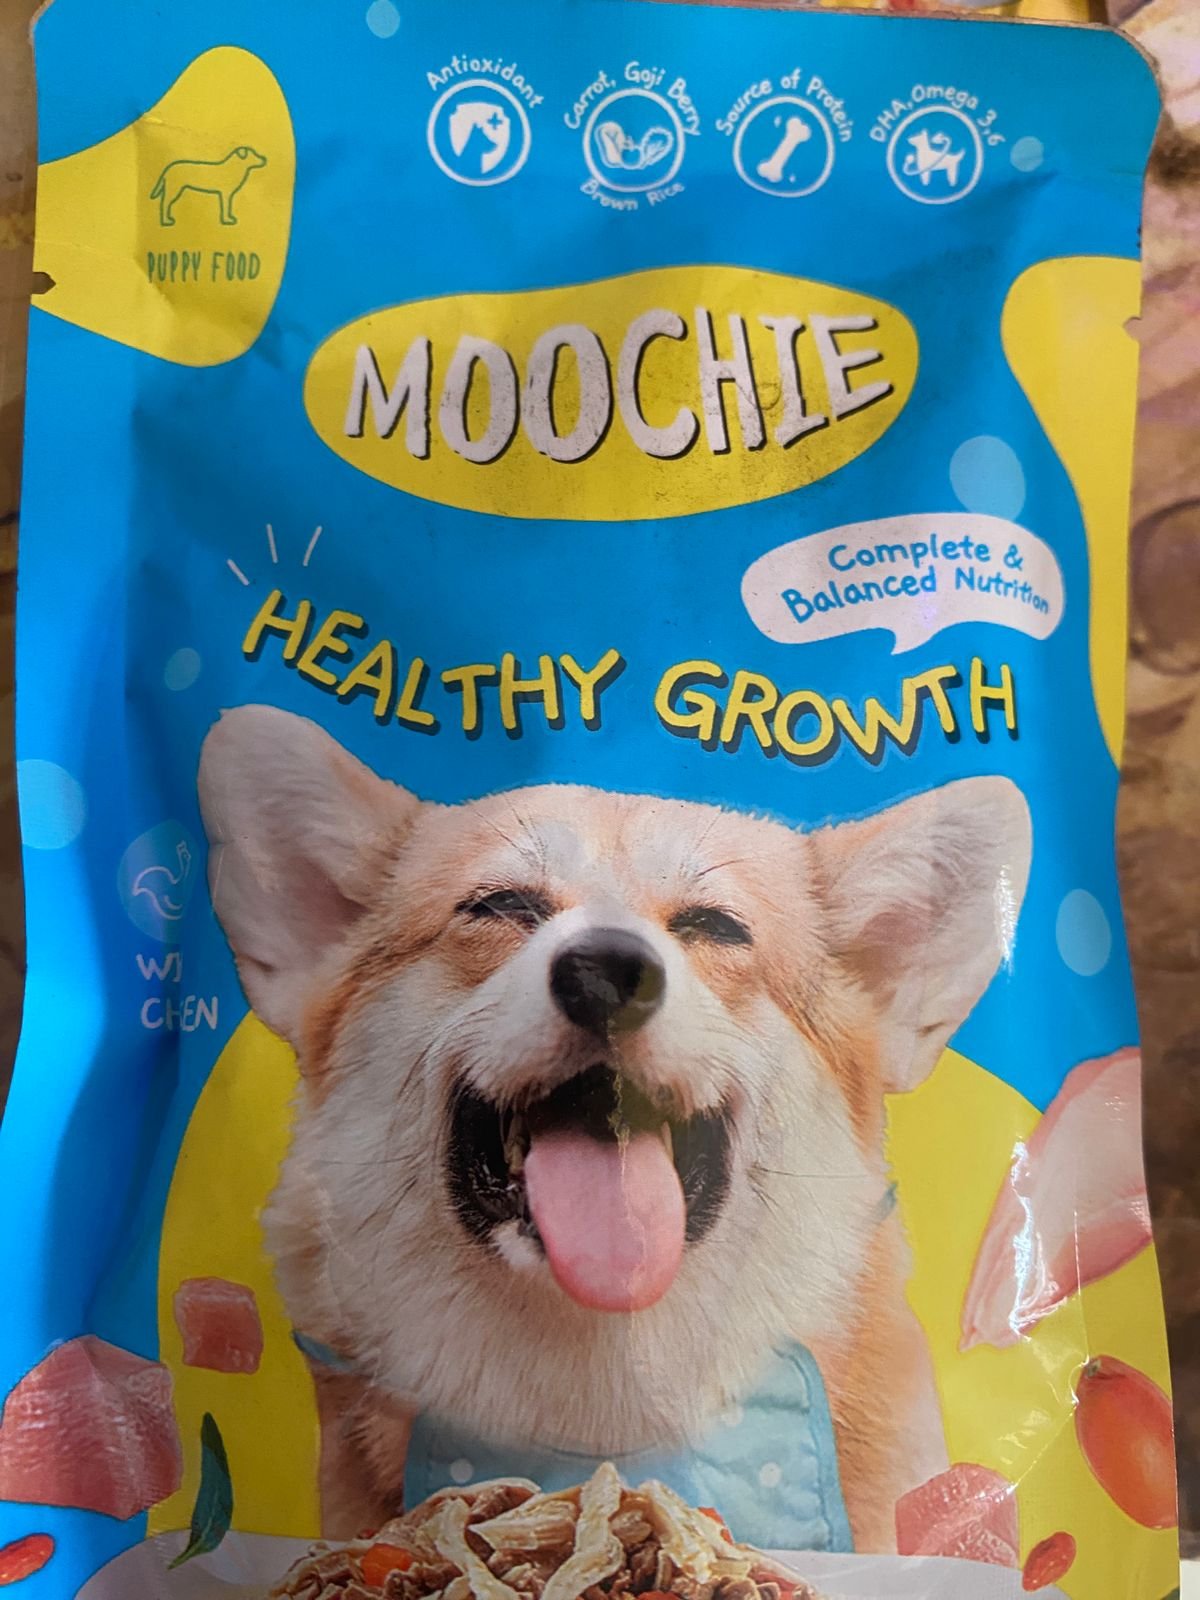 Antioxidant
Carrot, Goji Berry
Brown Rice
Source of Protein
DHA, Omega 3,6
PUPPY FOOD
MOOCHIE
Complete &
Balanced Nutrition
HEALTHY GROWTH